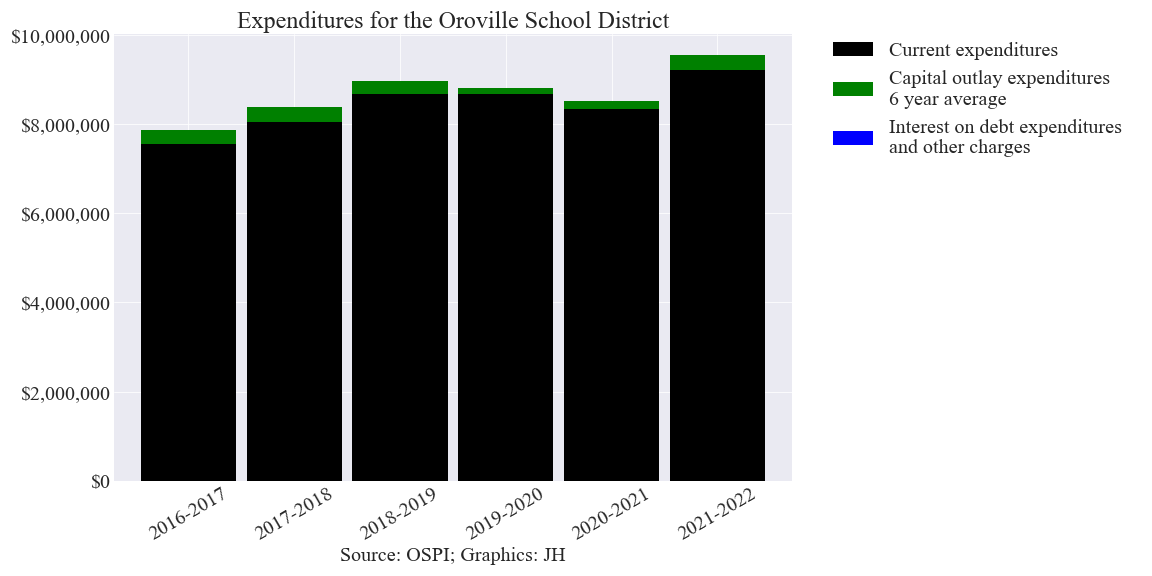 Expenditures for the Oroville School District
$10,000,000
$8,000,000
$6,000,000
$4,000,000
$2,000,000
$0
2016-2017
2017-2018
2018-2019
2019-2020
2020-2021
2021-2022
Source: OSPI; Graphics: JH
Current expenditures
Capital outlay expenditures
6 year average
Interest on debt expenditures
and other charges